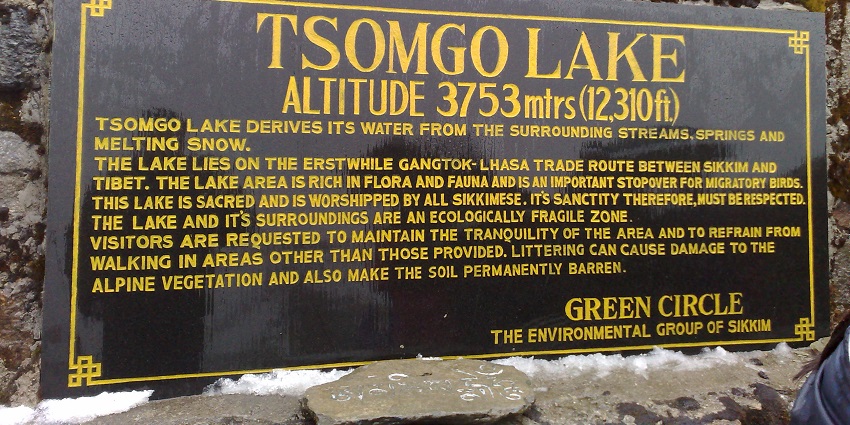 TSOMGO LAKE
ALTITUDE 3753 mtrs (12,310 ft.)
TSOMGO LAKE DERIVES ITS WATER FROM THE SURROUNDING STREAMS. SPRINGS AND
MELTING SNOW.
THE LAKE LIES ON THE ERSTWHILE GANGTOK-LHASA TRADE ROUTE BETWEEN SIKKIM AND
TIBET. THE LAKE AREA IS RICH IN FLORA AND FAUNA AND IS AN IMPORTANT STOPOVER FOR MIGRATORY BIRDS.
THIS LAKE IS SACRED AND IS WORSHIPPED BY ALL SIKKIMESE. IT'S SANCTITY THEREFORE, MUST BE RESPECTED.
THE LAKE AND IT'S SURROUNDINGS ARE AN ECOLOGICALLY FRAGILE ZONE.
VISITORS ARE REQUESTED TO MAINTAIN THE TRANQUILITY OF THE AREA AND TO REFRAIN FROM
WALKING IN AREAS OTHER THAN THOSE PROVIDED. LITTERING CAN CAUSE DAMAGE TO THE
ALPINE VEGETATION AND ALSO MAKE THE SOIL PERMANENTLY BARREN.
GREEN CIRCLE
THE ENVIRONMENTAL GROUP OF SIKKIM